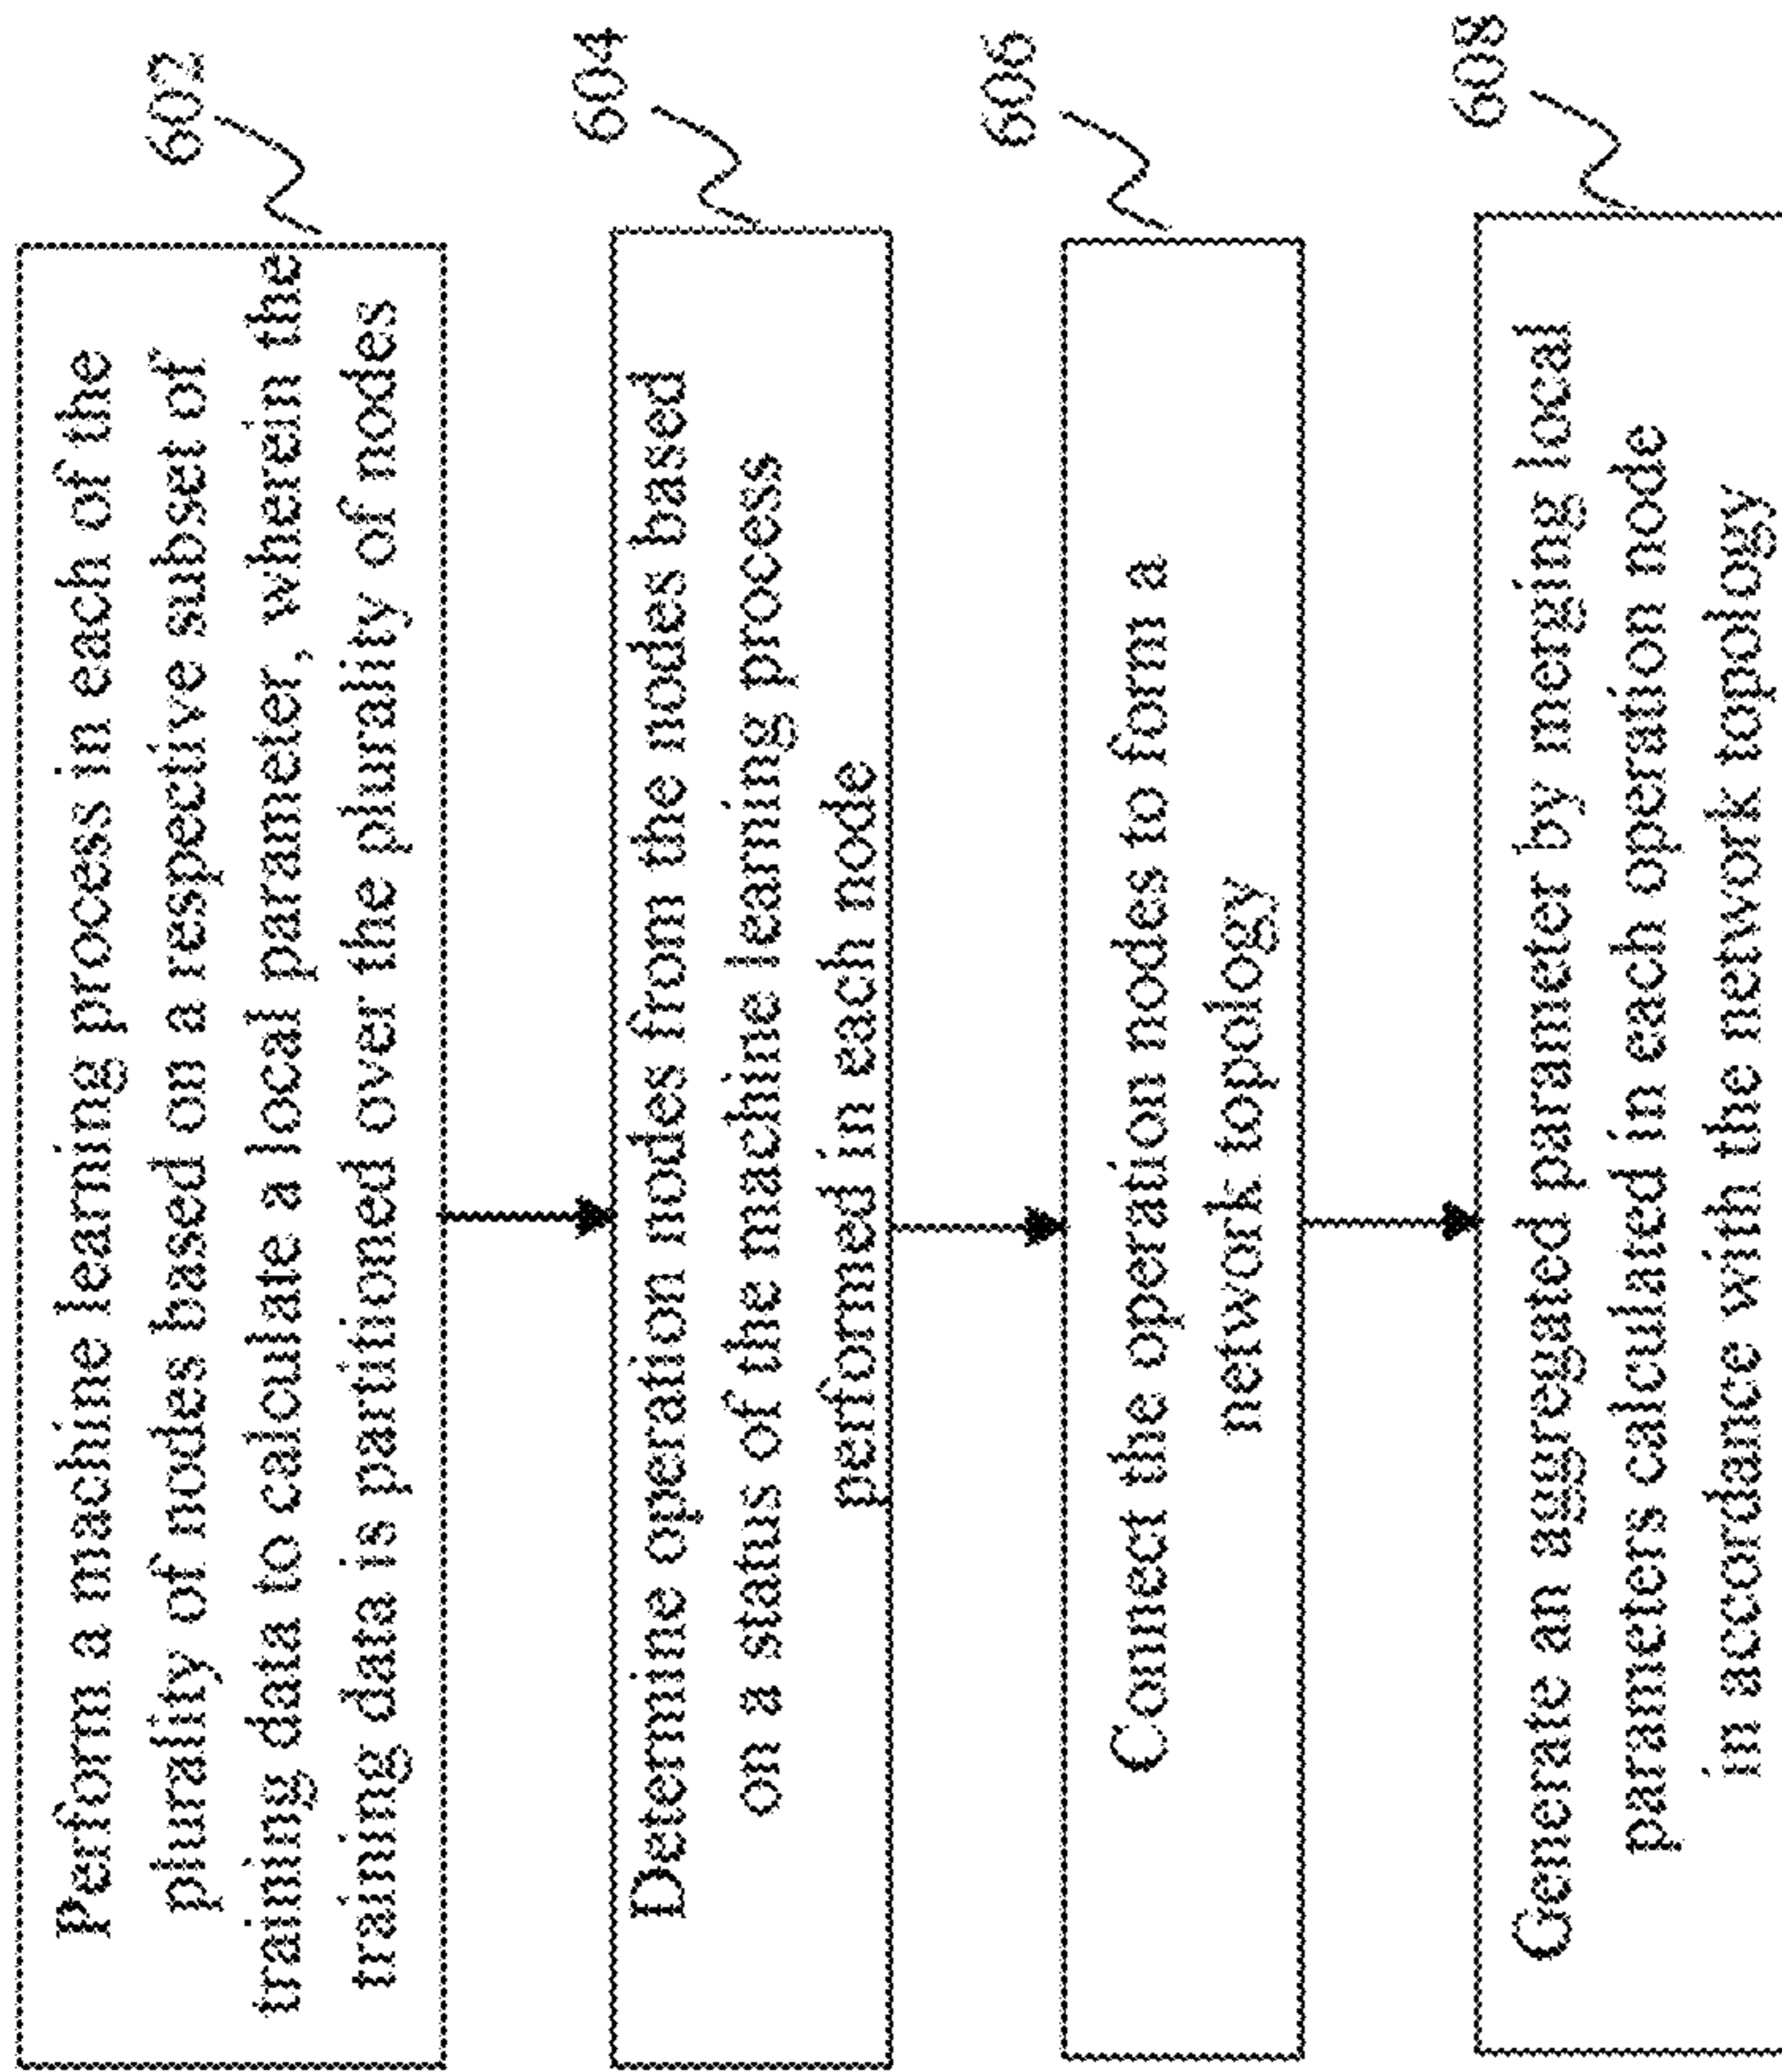 602
Perform a machine learning process in each of the
plurality of nodes based on a respective subset of
training data to calculate a local parameter, wherein the
training data is partitioned over the plurality of nodes
604
Determine operation nodes from the nodes based
on a status of the machine learning process
performed in each node
606
Connect the operation nodes to form a
network topology
608
Generate an aggregated parameter by merging local
parameters calculated in each operation node
in accordance with the network topology